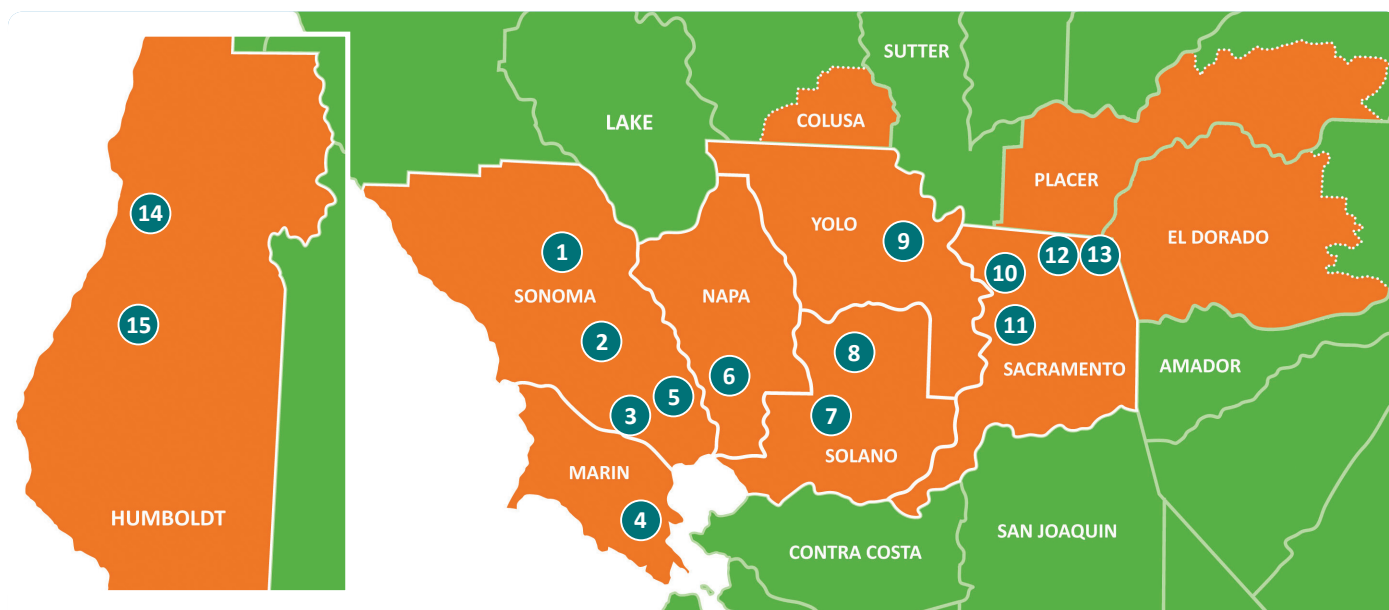 SUTTER
COLUSA
LAKE
PLACER
14
YOLO
9
EL DORADO
1
12
13
10
SONOMA
NAPA
15
11
2
8
SACRAMENTO
AMADOR
6
5
3
7
SOLANO
MARIN
4
HUMBOLDT
SAN JOAQUIN
CONTRA COSTA